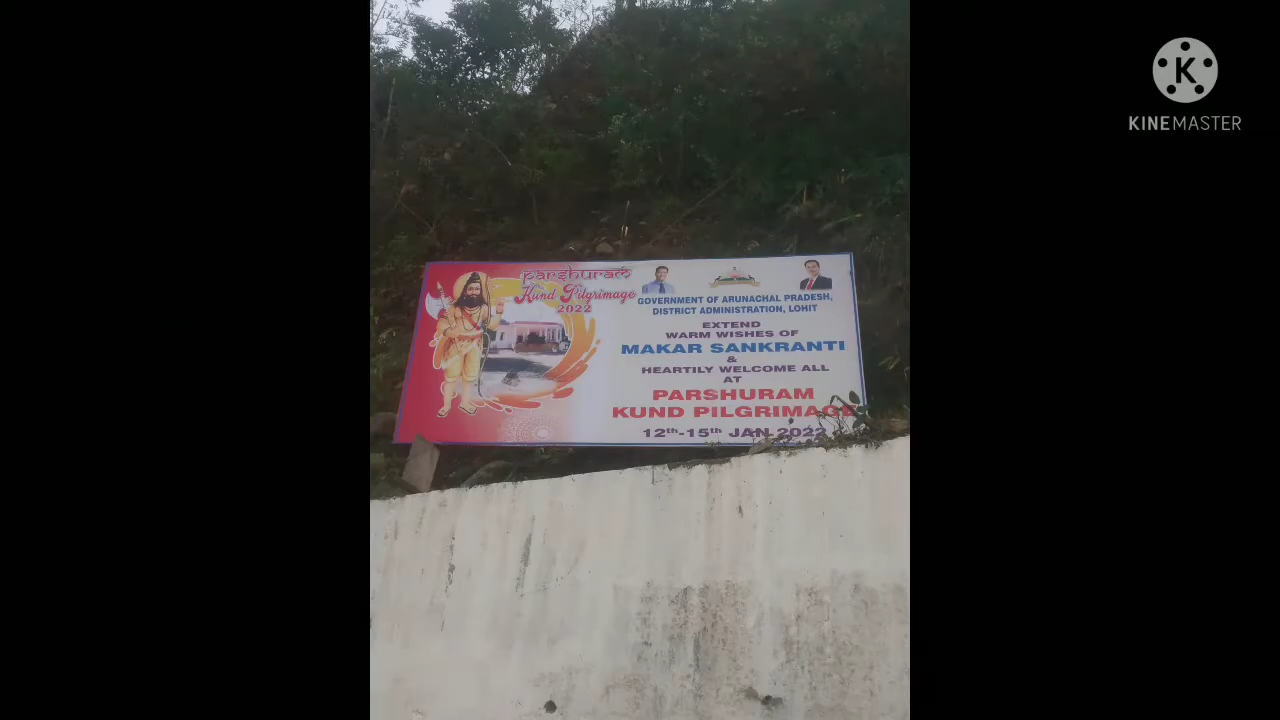 parshuram
Kund Pilgrimage
2022
GOVERNMENT OF ARUNACHAL PRADESH,
DISTRICT ADMINISTRATION, LOHIT
EXTEND
WARM WISHES OF
MAKAR SANKRANTI
&
HEARTILY WELCOME ALL
AT
PARSHURAM
KUND PILGRIMAGE
12th-15th JAN 2022
K
KINEMASTER